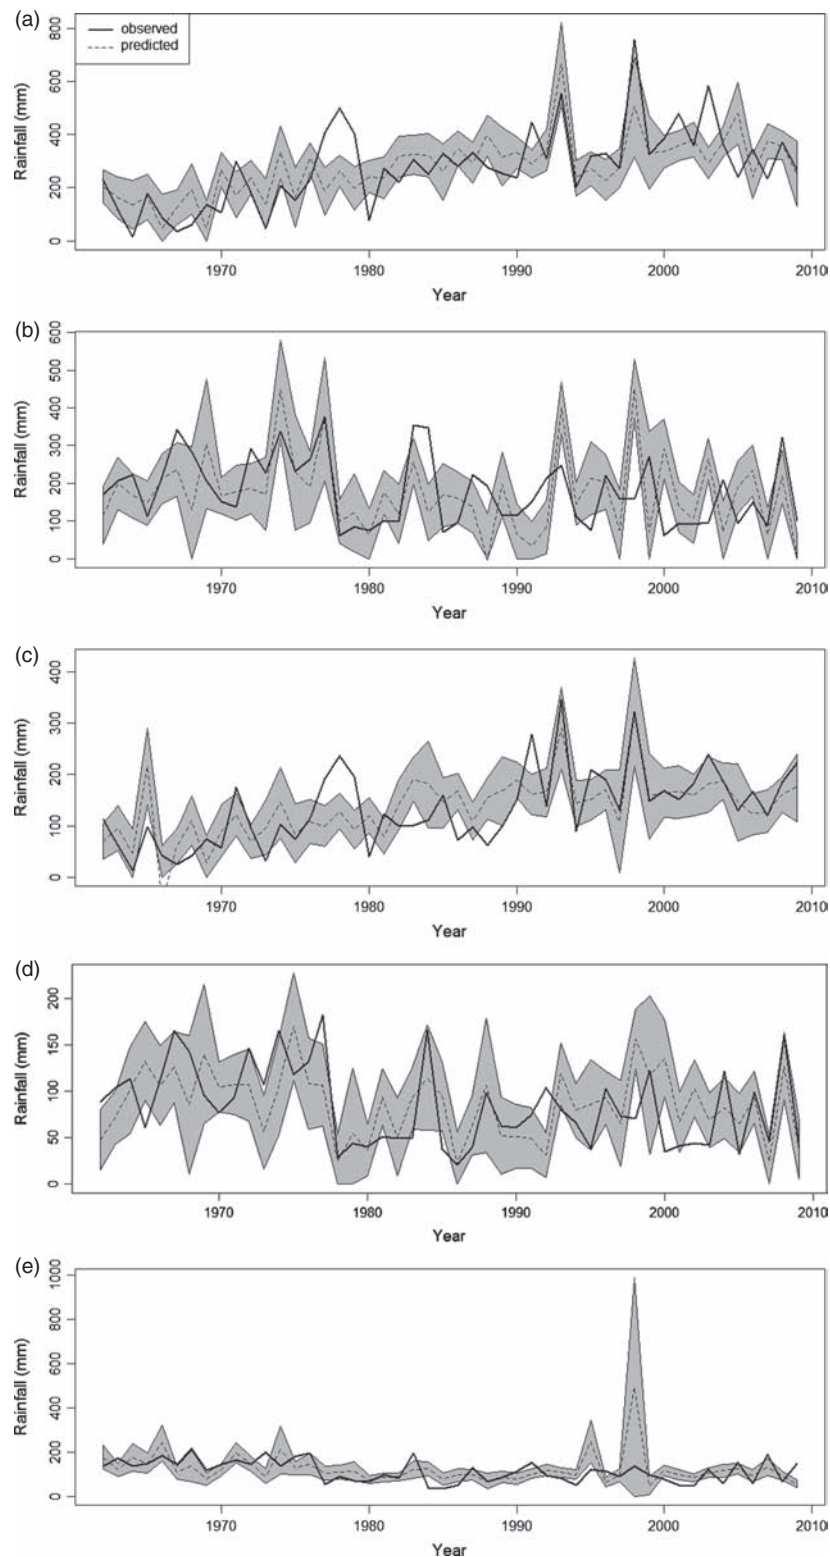 (a)
observed
predicted
Rainfall (mm)
0 200 400 600 800
1970 1980 1990 2000 2010
Year
(b)
Rainfall (mm)
0 100 200 300 400 500 600
1970 1980 1990 2000 2010
Year
(c)
Rainfall (mm)
0 100 200 300 400
1970 1980 1990 2000 2010
Year
(d)
Rainfall (mm)
0 50 100 150 200
1970 1980 1990 2000 2010
Year
(e)
Rainfall (mm)
0 200 400 600 800 1000
1970 1980 1990 2000 2010
Year